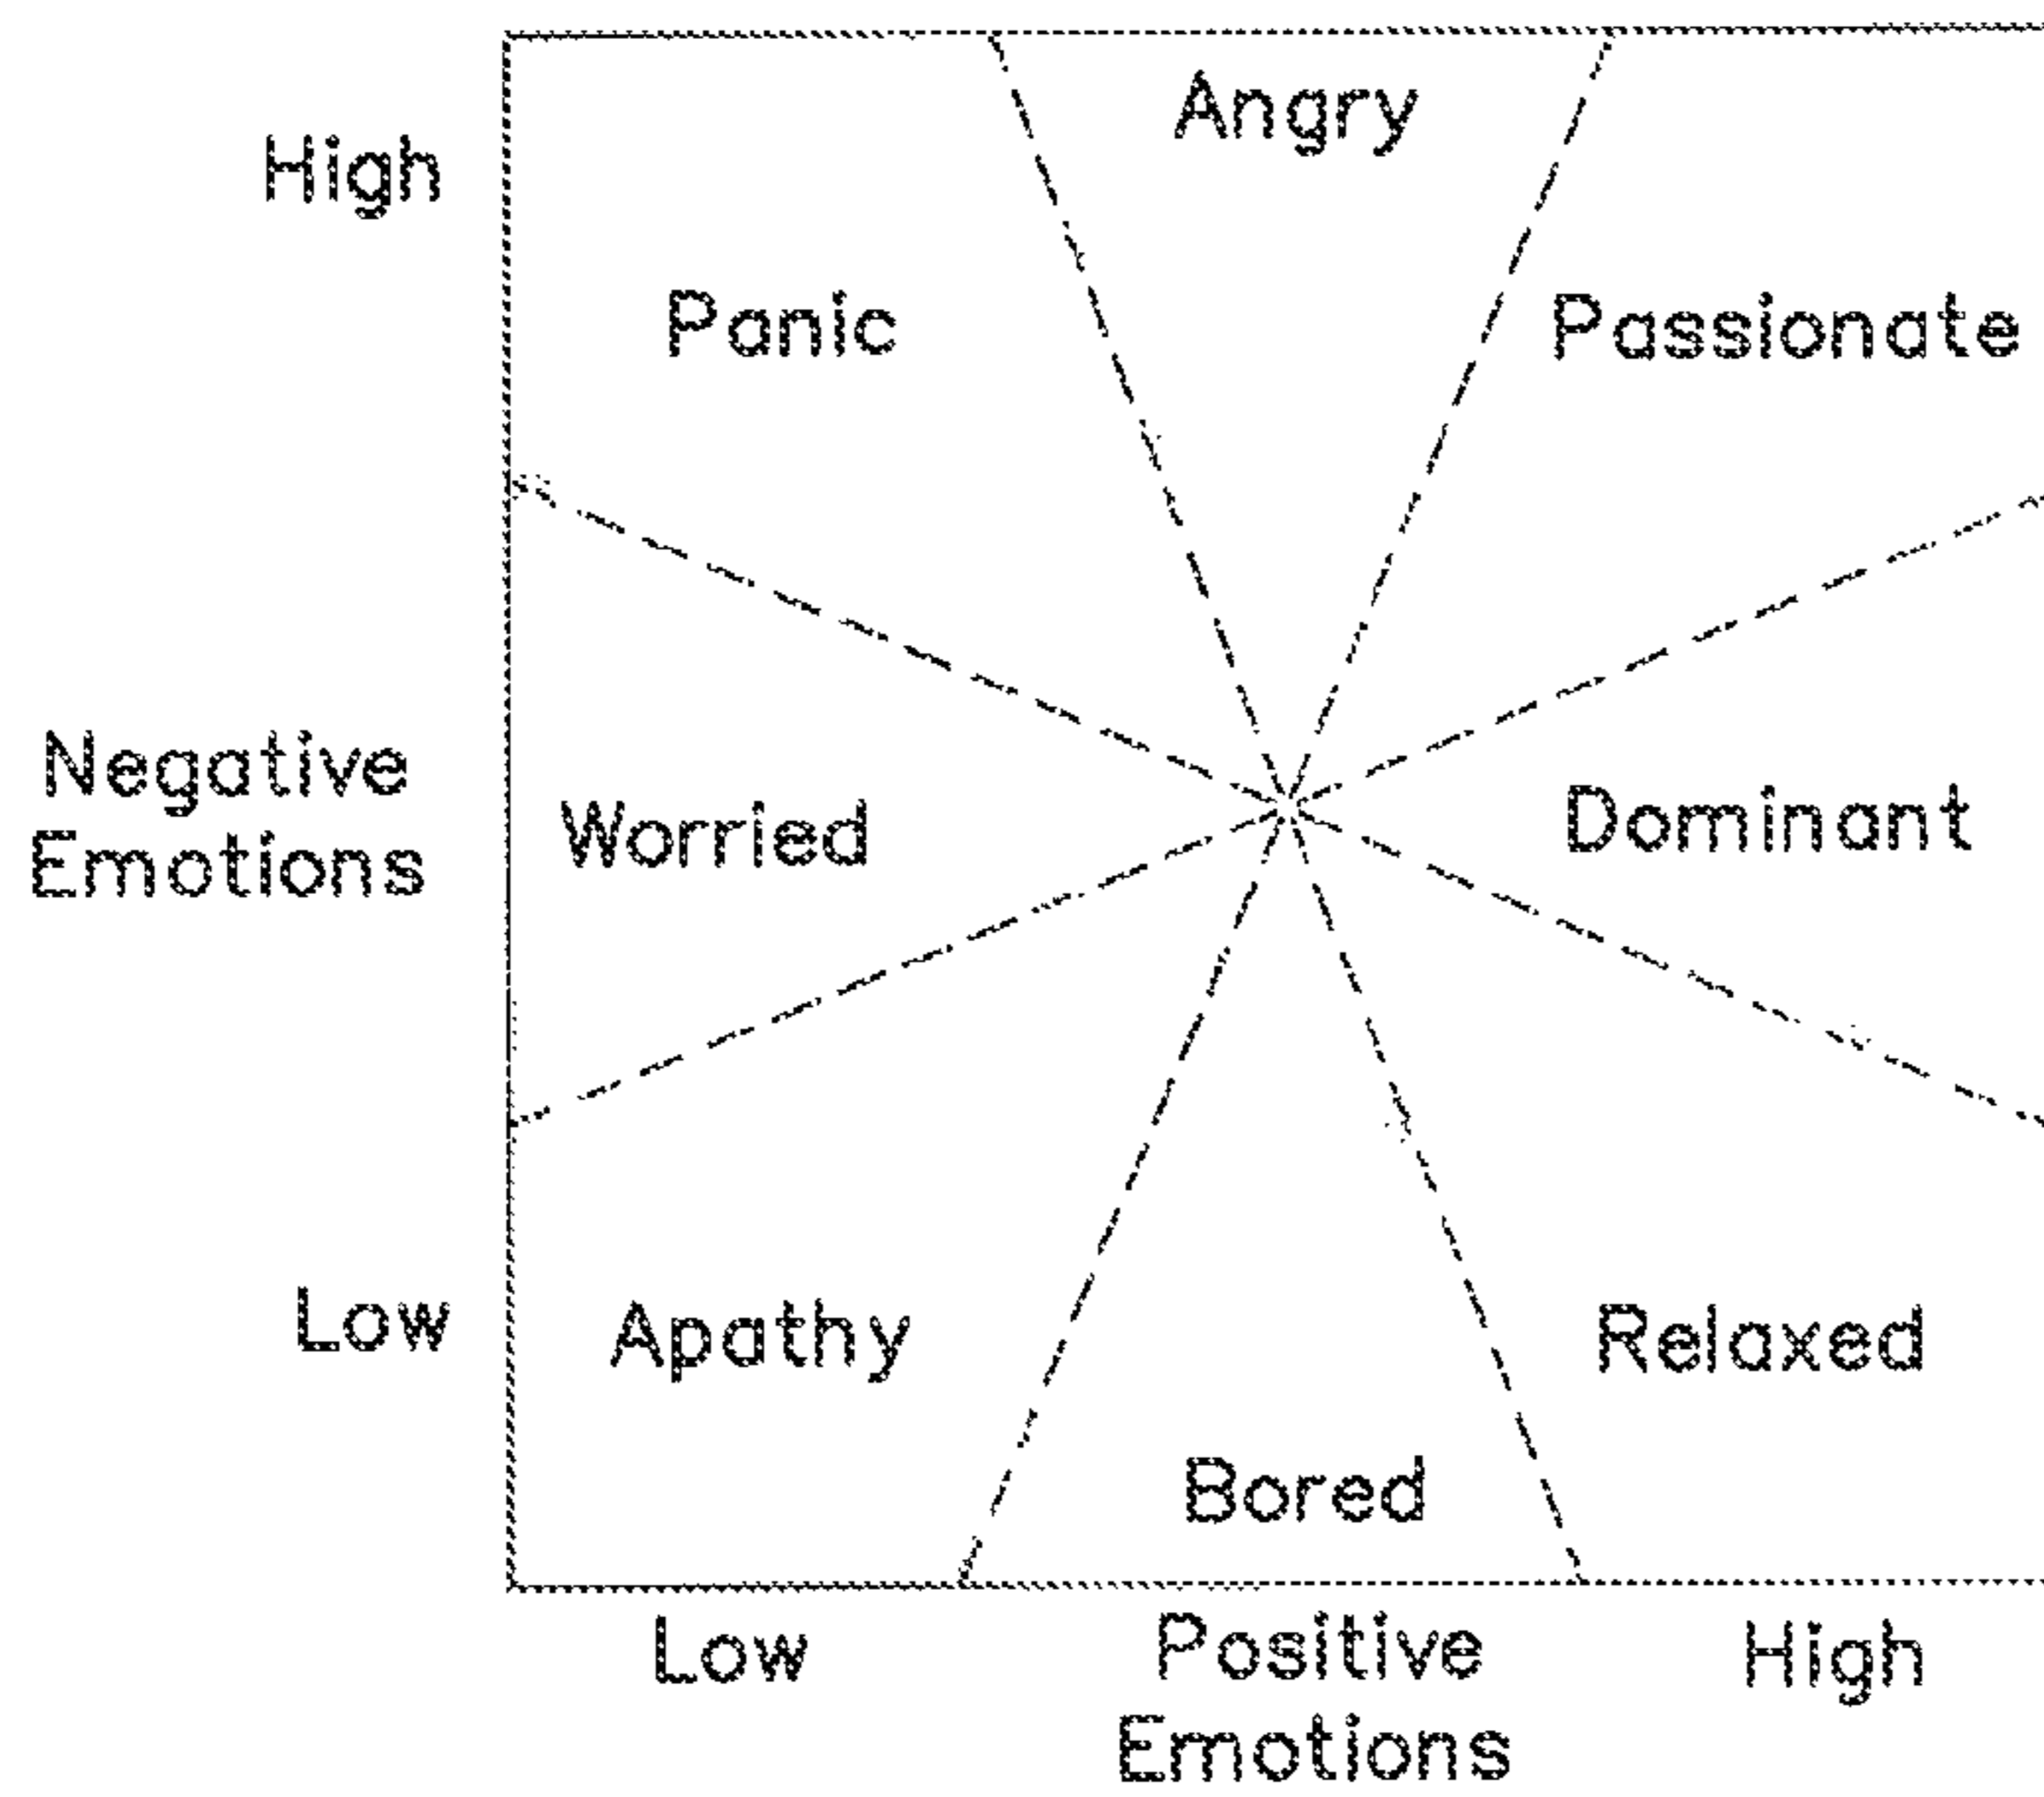 Angry
High
Panic
Passionate
Negative
Emotions
Worried
Dominant
Low
Apathy
Relaxed
Bored
Low
Positive
Emotions
High